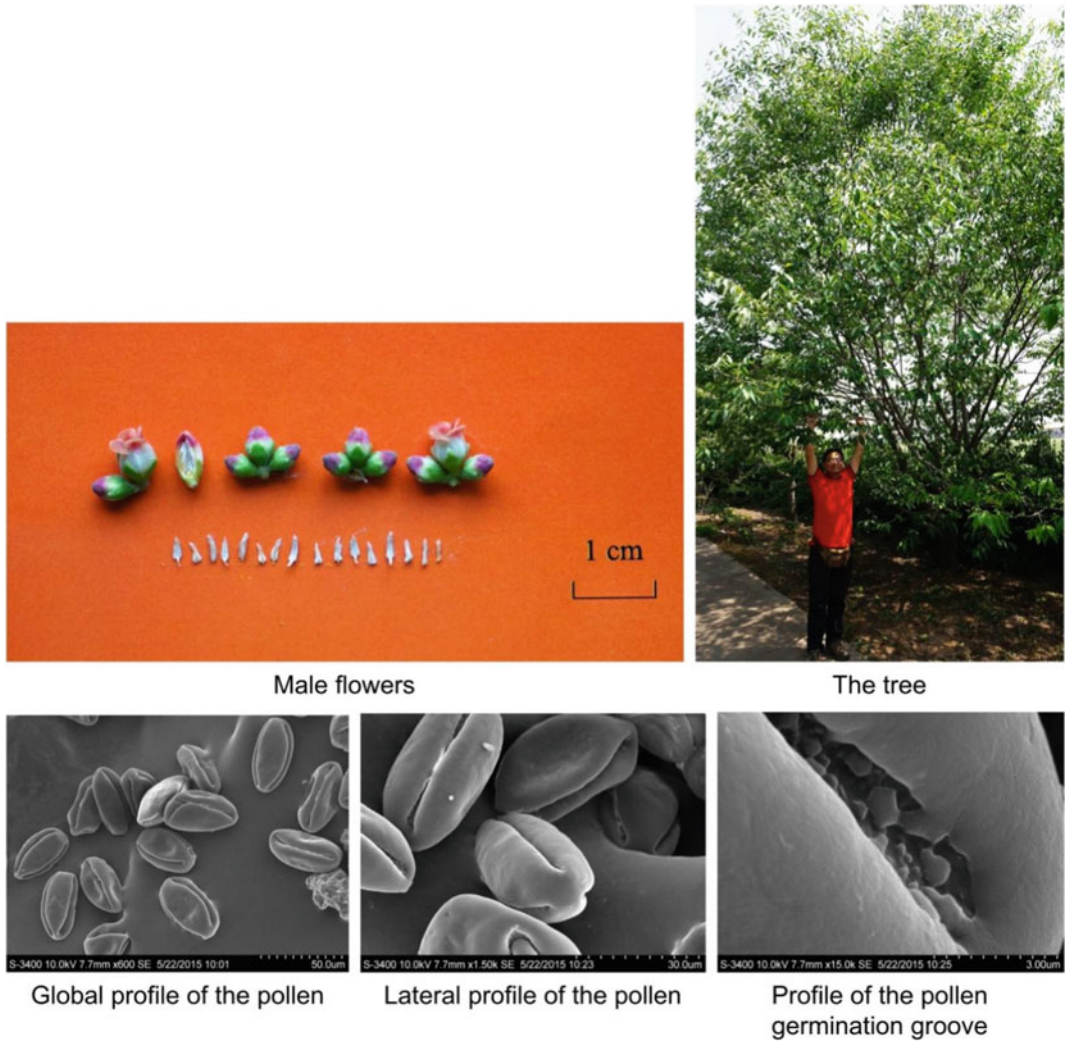 1 cm
Male flowers
The tree
S-3400 10.0kV 7.7mm x600 SE 5/22/2015 10:01
50.0um
S-3400 10.0kV 7.7mm x1.50k SE 5/22/2015 10:23
30.0um
S-3400 10.0kV 7.7mm x15.0k SE 5/22/2015 10:25
3.00um
Global profile of the pollen
Lateral profile of the pollen
Profile of the pollen
germination groove